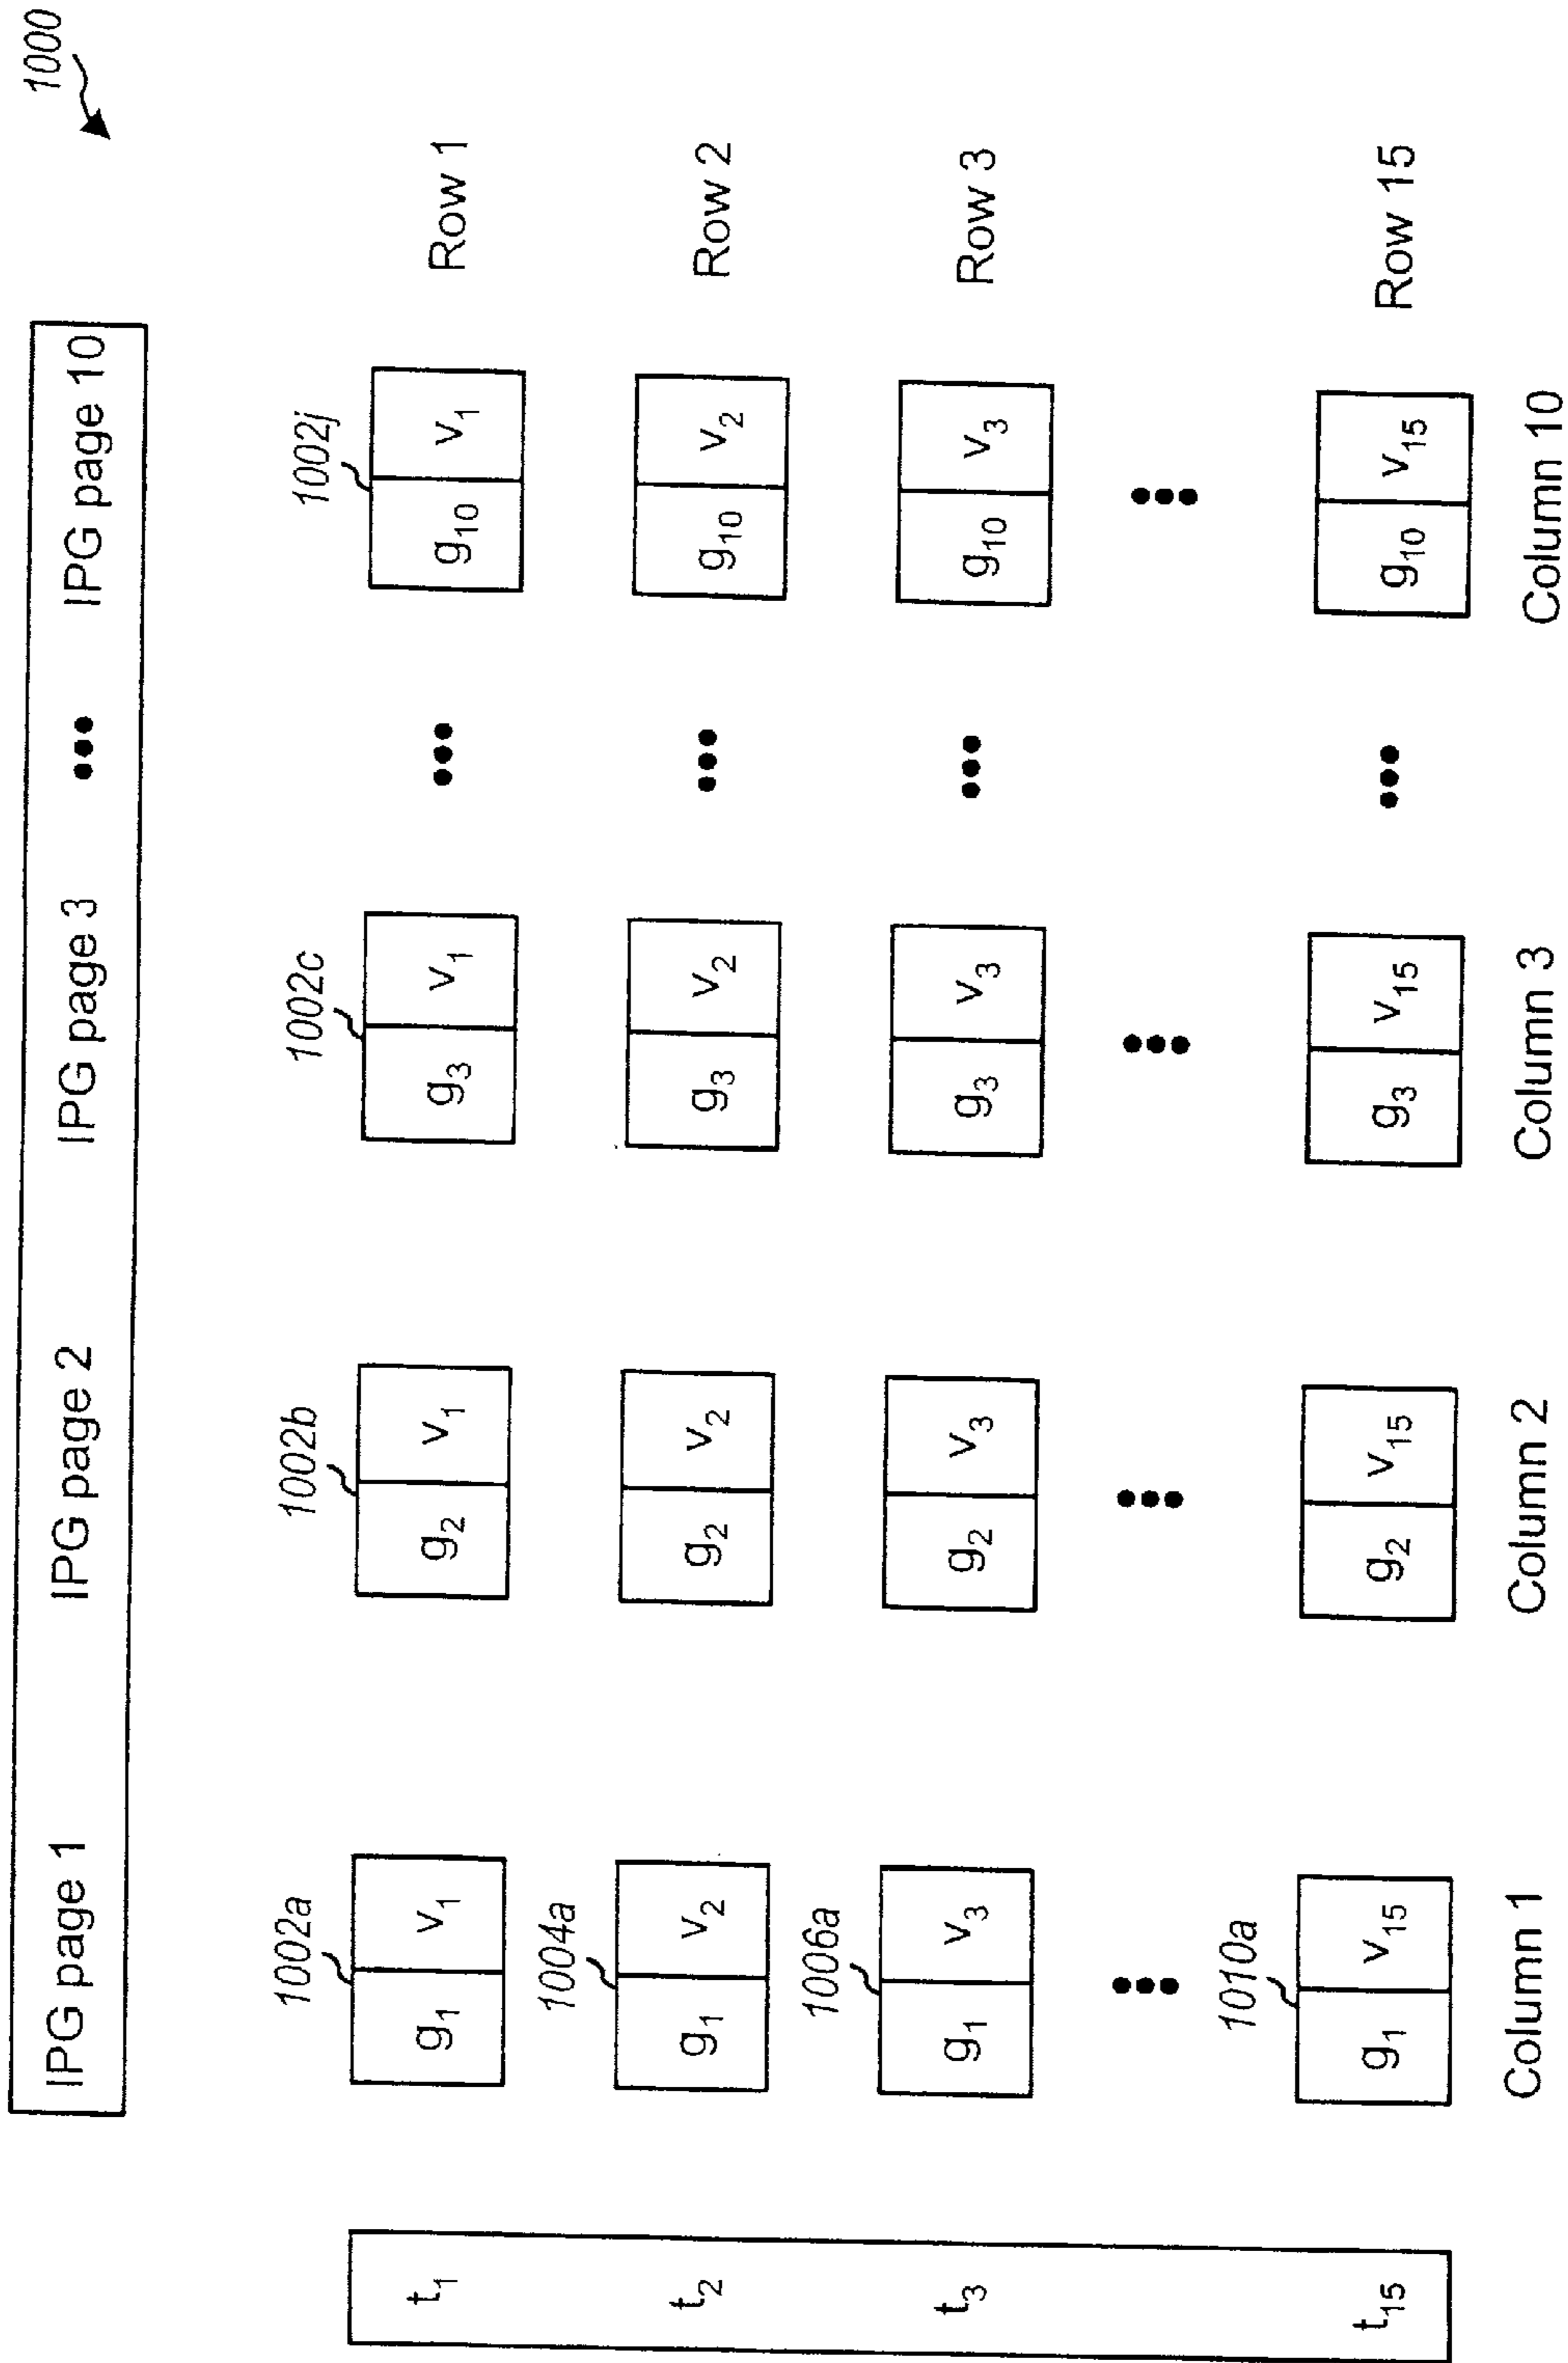 1000
IPG page 1 IPG page 2 IPG page 3 ••• IPG page 10
1002a 1002b 1002c 1002j
t₁ g₁ v₁ g₂ v₁ g₃ v₁ ••• g₁₀ v₁ Row 1
1004a
t₂ g₁ v₂ g₂ v₂ g₃ v₂ ••• g₁₀ v₂ Row 2
1006a
t₃ g₁ v₃ g₂ v₃ g₃ v₃ ••• g₁₀ v₃ Row 3
••• ••• ••• •••
1010a
t₁₅ g₁ v₁₅ g₂ v₁₅ g₃ v₁₅ ••• g₁₀ v₁₅ Row 15
Column 1 Column 2 Column 3 Column 10